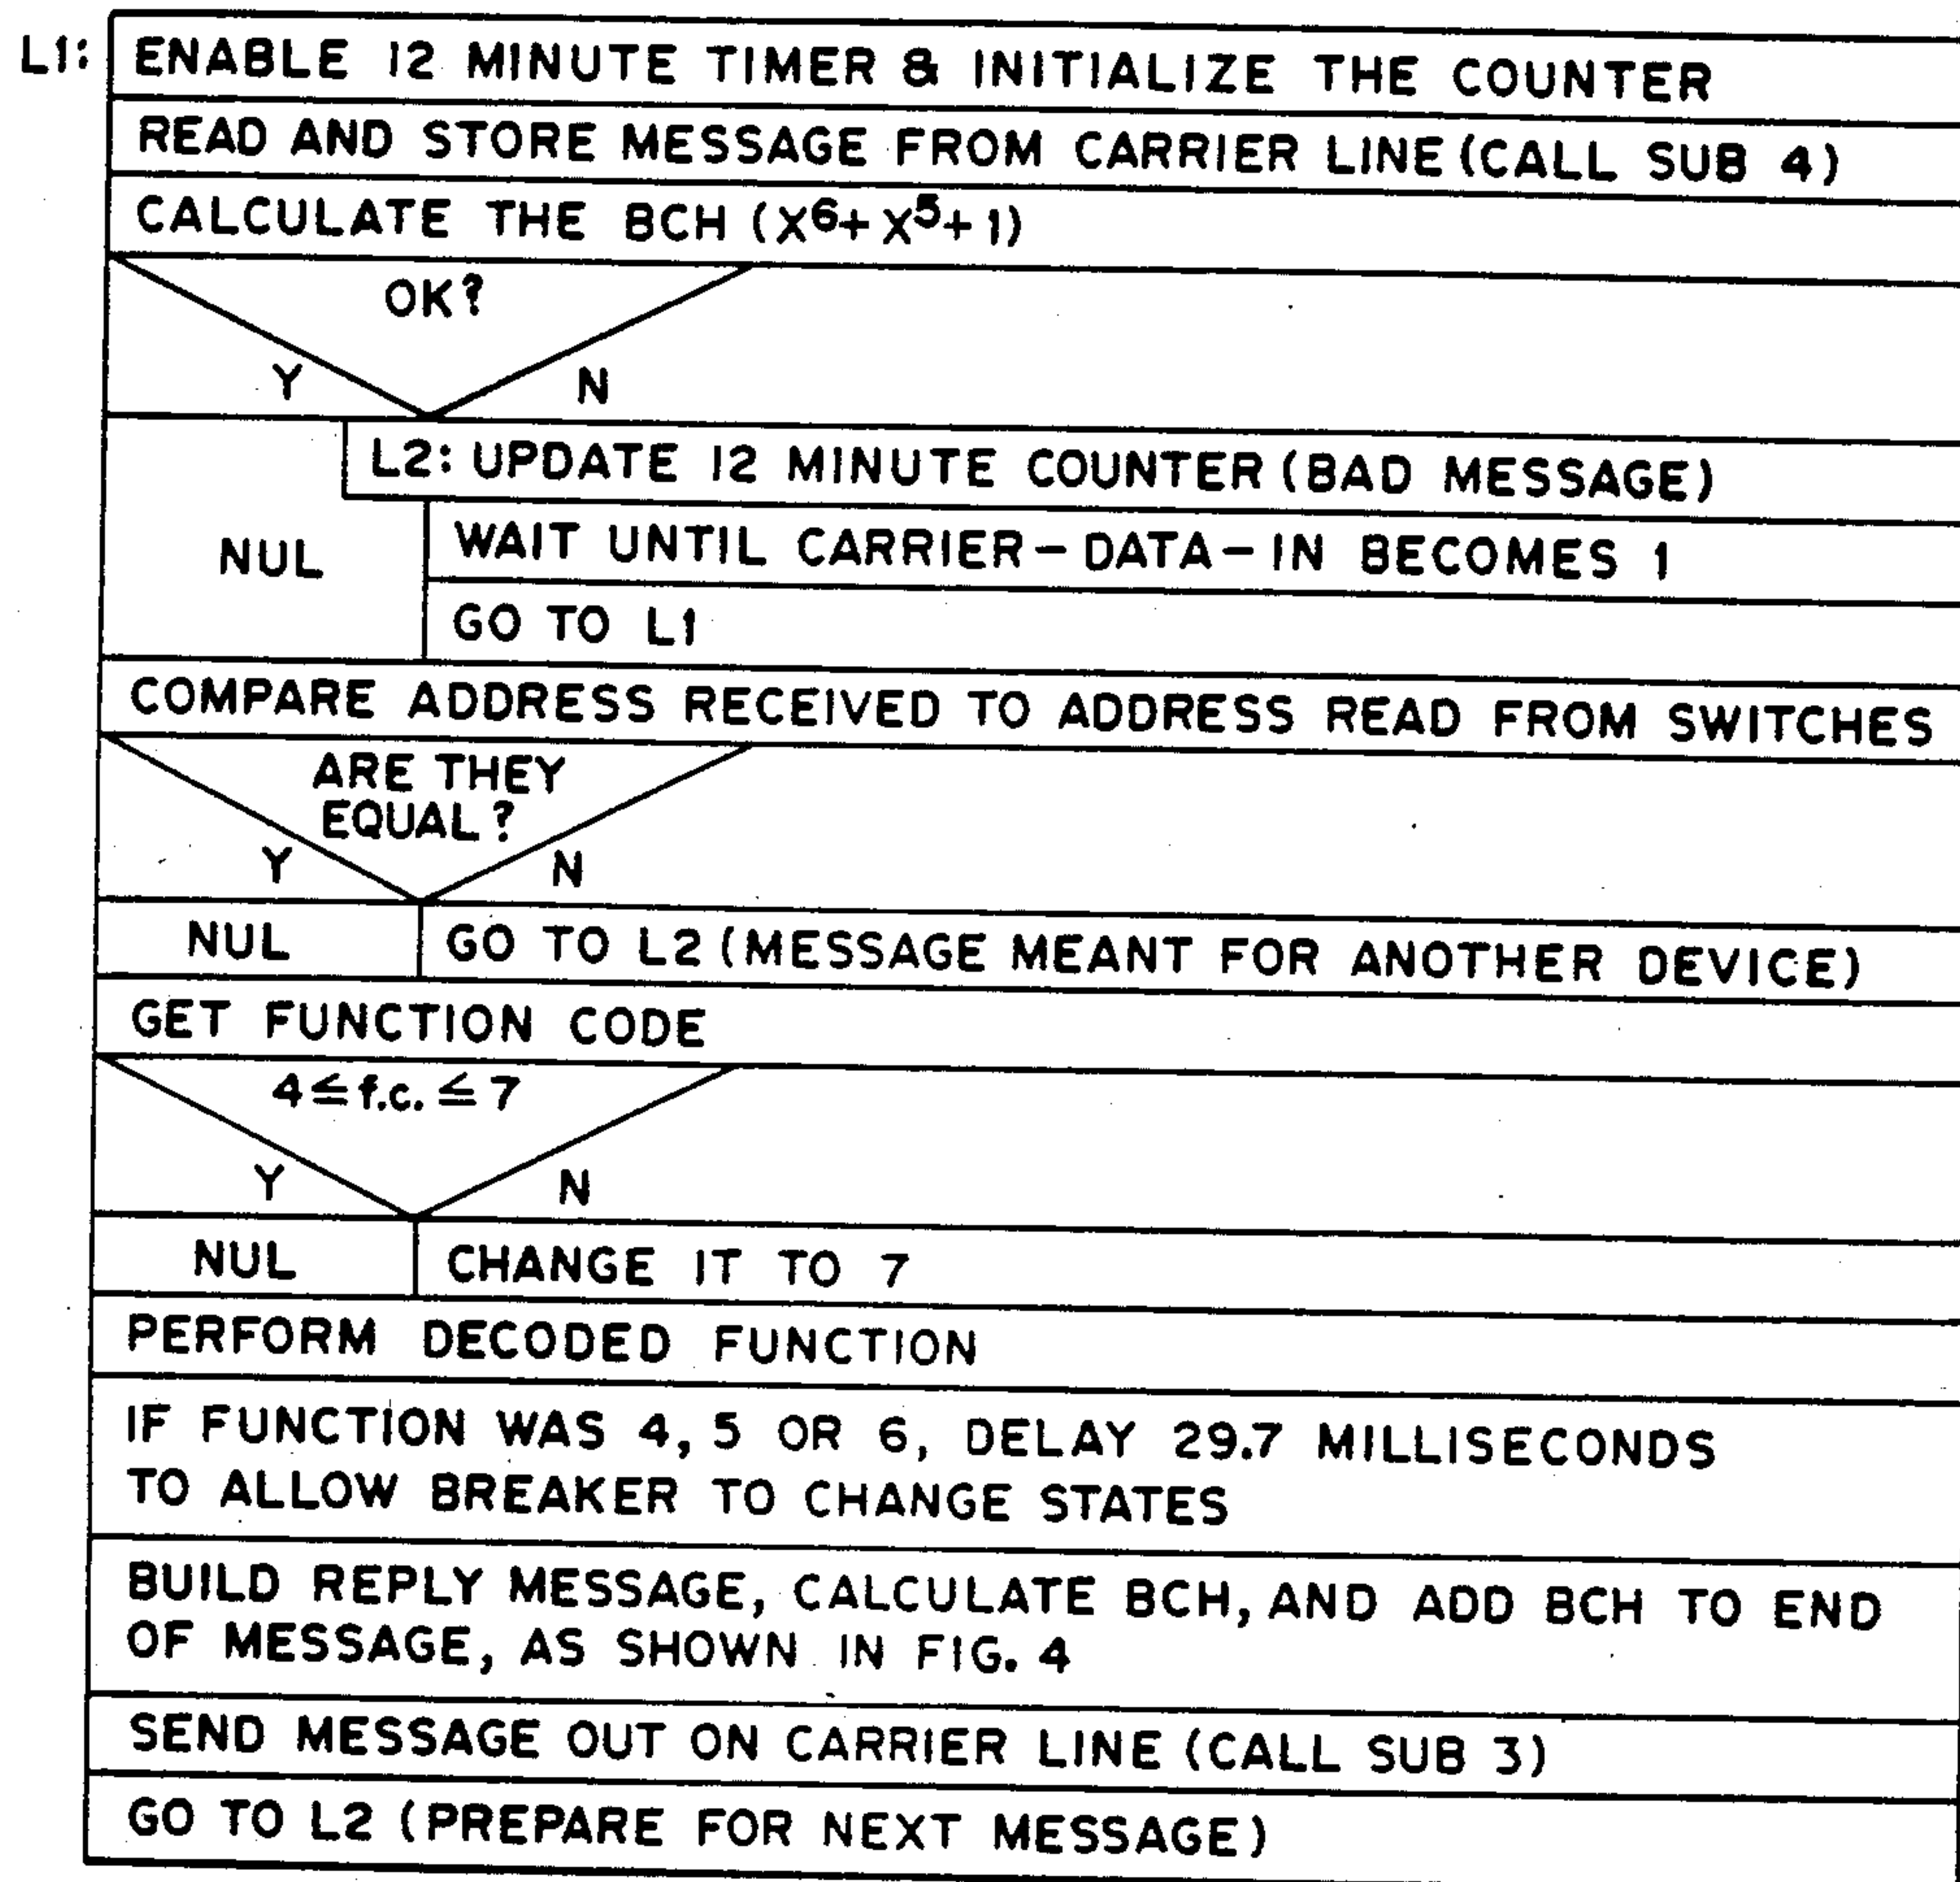 L1: ENABLE 12 MINUTE TIMER & INITIALIZE THE COUNTER
READ AND STORE MESSAGE FROM CARRIER LINE (CALL SUB 4)
CALCULATE THE BCH (X⁶+X⁵+1)
OK?
Y N
L2: UPDATE 12 MINUTE COUNTER (BAD MESSAGE)
NUL
WAIT UNTIL CARRIER-DATA-IN BECOMES 1
GO TO L1
COMPARE ADDRESS RECEIVED TO ADDRESS READ FROM SWITCHES
ARE THEY
EQUAL?
Y N
NUL GO TO L2 (MESSAGE MEANT FOR ANOTHER DEVICE)
GET FUNCTION CODE
4≤f.c.≤7
Y N
NUL CHANGE IT TO 7
PERFORM DECODED FUNCTION
IF FUNCTION WAS 4, 5 OR 6, DELAY 29.7 MILLISECONDS
TO ALLOW BREAKER TO CHANGE STATES
BUILD REPLY MESSAGE, CALCULATE BCH, AND ADD BCH TO END
OF MESSAGE, AS SHOWN IN FIG. 4
SEND MESSAGE OUT ON CARRIER LINE (CALL SUB 3)
GO TO L2 (PREPARE FOR NEXT MESSAGE)